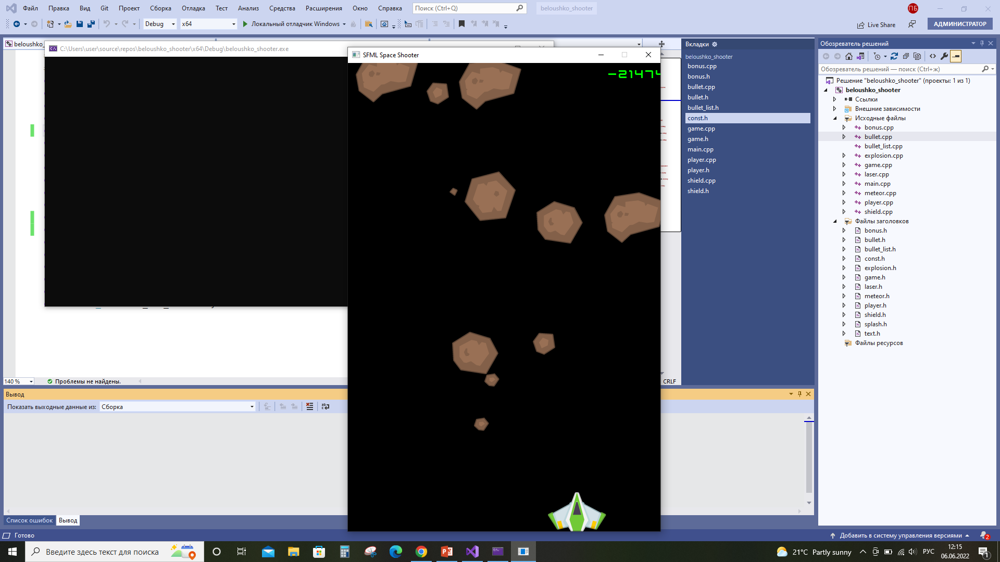 Файл Правка Вид Git Проект Сборка Отладка Тест Анализ Средства Расширения Окно Справка Поиск (Ctrl+Q) beloushko_shooter ПБ
Debug x64 Локальный отладчик Windows Live Share АДМИНИСТРАТОР
beloushko_
C:\Users\user\source\repos\beloushko_shooter\x64\Debug\beloushko_shooter.exe
SFML Space Shooter
-21474
Вкладки
beloushko_shooter
bonus.cpp
bonus.h
bullet.cpp
bullet.h
bullet_list.h
const.h
game.cpp
game.h
main.cpp
player.cpp
player.h
shield.cpp
shield.h
Обозреватель решений
Обозреватель решений — поиск (Ctrl+ж)
Решение "beloushko_shooter" (проекты: 1 из 1)
beloushko_shooter
Ссылки
Внешние зависимости
Исходные файлы
bonus.cpp
bullet.cpp
bullet_list.cpp
explosion.cpp
game.cpp
laser.cpp
main.cpp
meteor.cpp
player.cpp
shield.cpp
Файлы заголовков
bonus.h
bullet.h
bullet_list.h
const.h
explosion.h
game.h
laser.h
meteor.h
player.h
shield.h
splash.h
text.h
Файлы ресурсов
140 % Проблемы не найдены. CRLF
Вывод
Показать выходные данные из: Сборка
Список ошибок Вывод
Готово Добавить в систему управления версиями 2
Введите здесь текст для поиска 21°C Partly sunny РУС 12:15
06.06.2022 1